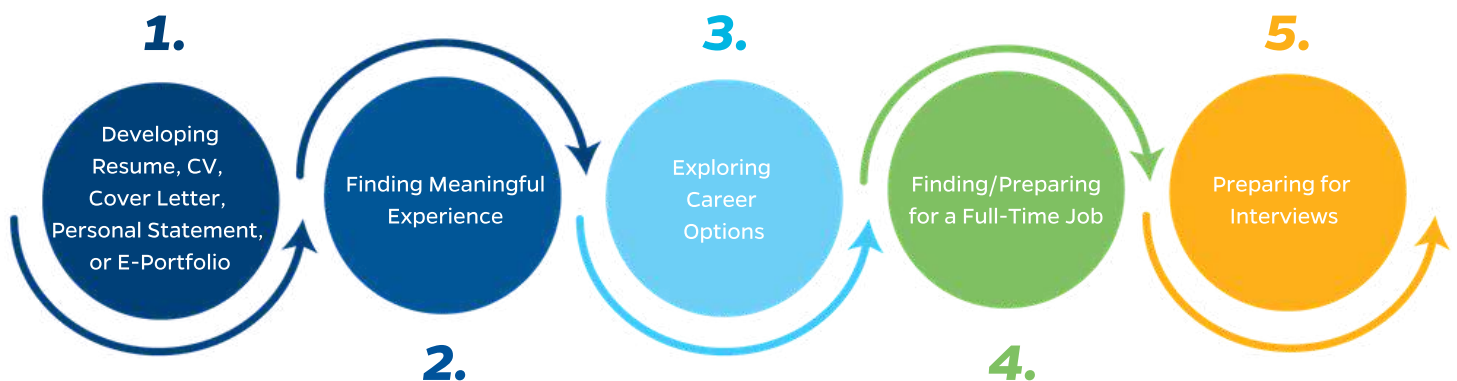 1.
Developing
Resume, CV,
Cover Letter,
Personal Statement,
or E-Portfolio
2.
Finding Meaningful
Experience
3.
Exploring
Career
Options
4.
Finding/Preparing
for a Full-Time Job
5.
Preparing for
Interviews